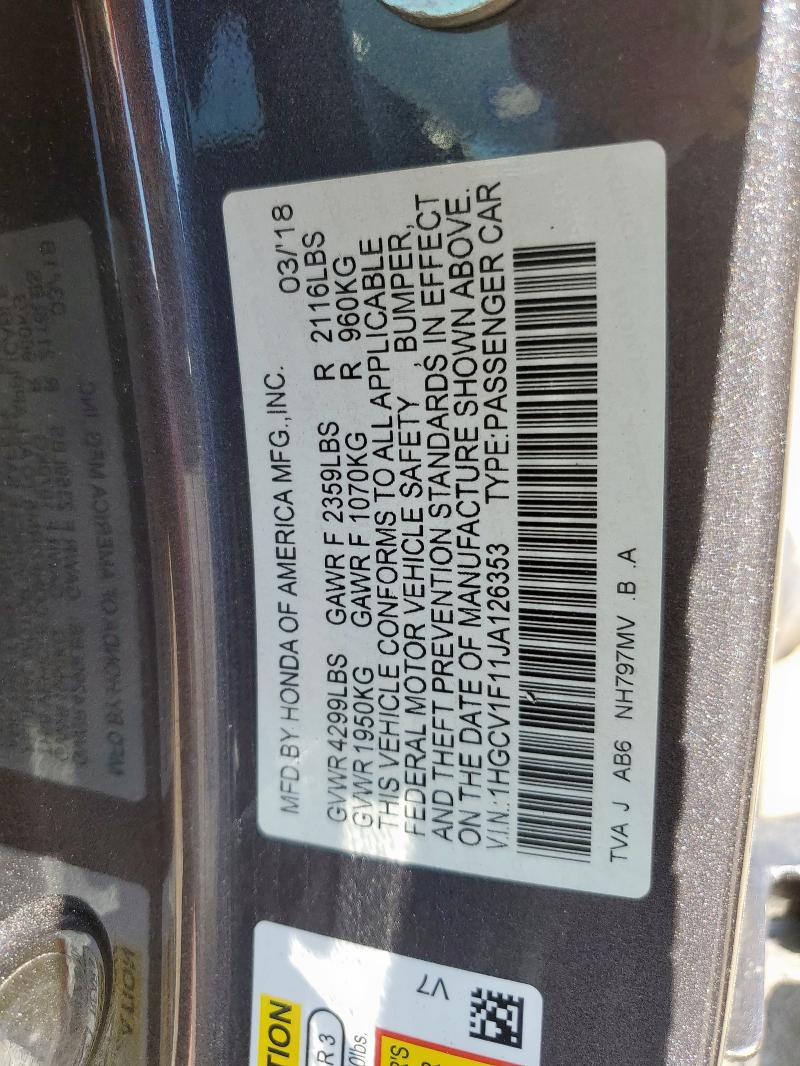 MFD.BY HONDA OF AMERICA MFG.,INC. 03/'18
GVWR 4299LBS GAWR F 2359LBS R 2116LBS
GVWR 1950KG GAWR F 1070KG R 960KG
THIS VEHICLE CONFORMS TO ALL APPLICABLE
FEDERAL MOTOR VEHICLE SAFETY, BUMPER,
AND THEFT PREVENTION STANDARDS IN EFFECT
ON THE DATE OF MANUFACTURE SHOWN ABOVE.
V.I.N.:1HGCV1F11JA126353 TYPE:PASSENGER CAR
TVA J AB6 NH797MV .B .A
V7
R 3
0lbs.